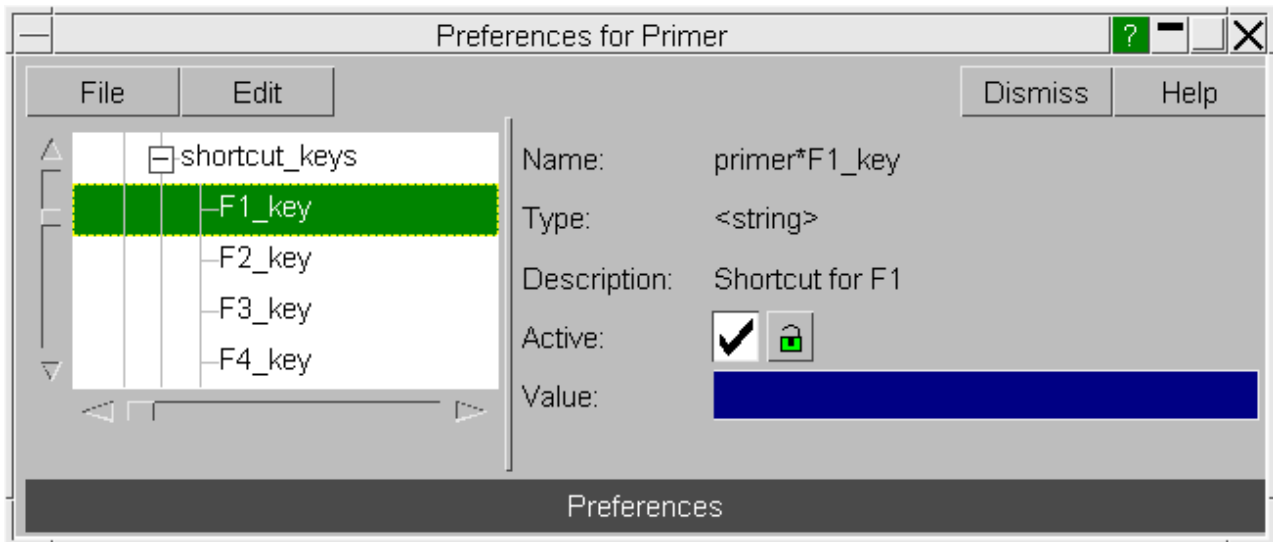 Preferences for Primer
?
File Edit Dismiss Help
shortcut_keys
F1_key
F2_key
F3_key
F4_key
Name: primer*F1_key
Type: <string>
Description: Shortcut for F1
Active:
Value:
Preferences